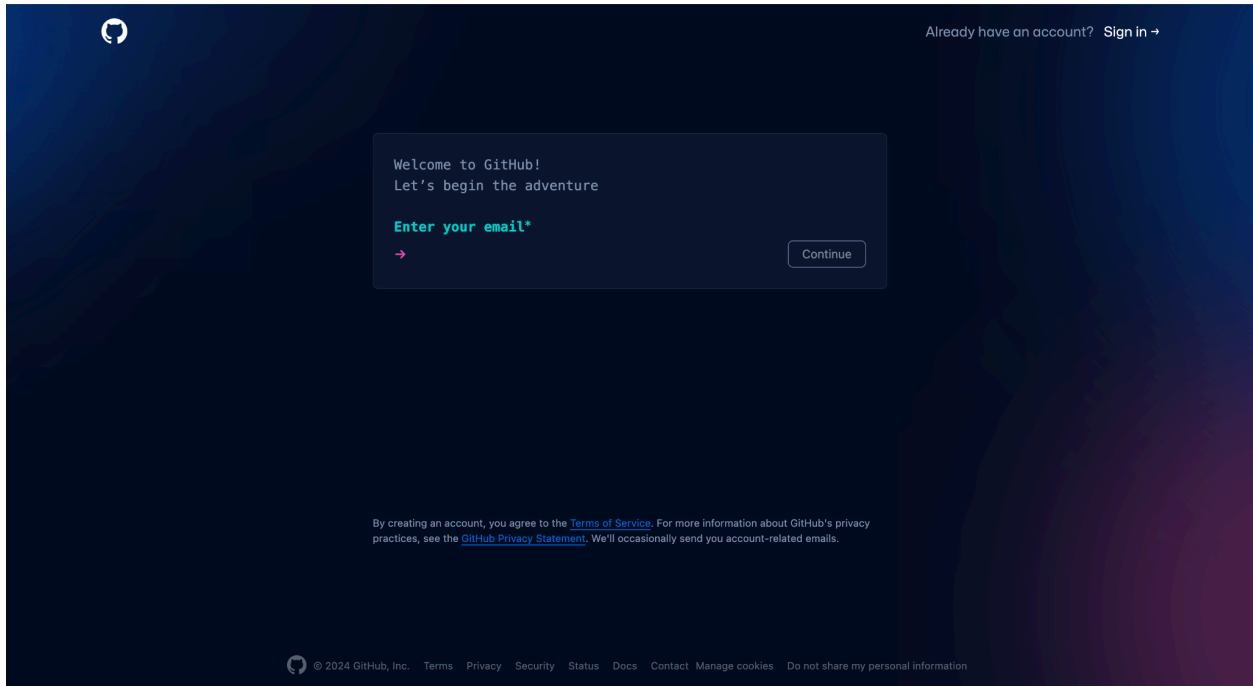 Already have an account? Sign in →
Welcome to GitHub!
Let’s begin the adventure
Enter your email*
→
Continue
By creating an account, you agree to the Terms of Service. For more information about GitHub's privacy
practices, see the GitHub Privacy Statement. We'll occasionally send you account-related emails.
© 2024 GitHub, Inc. Terms Privacy Security Status Docs Contact Manage cookies Do not share my personal information